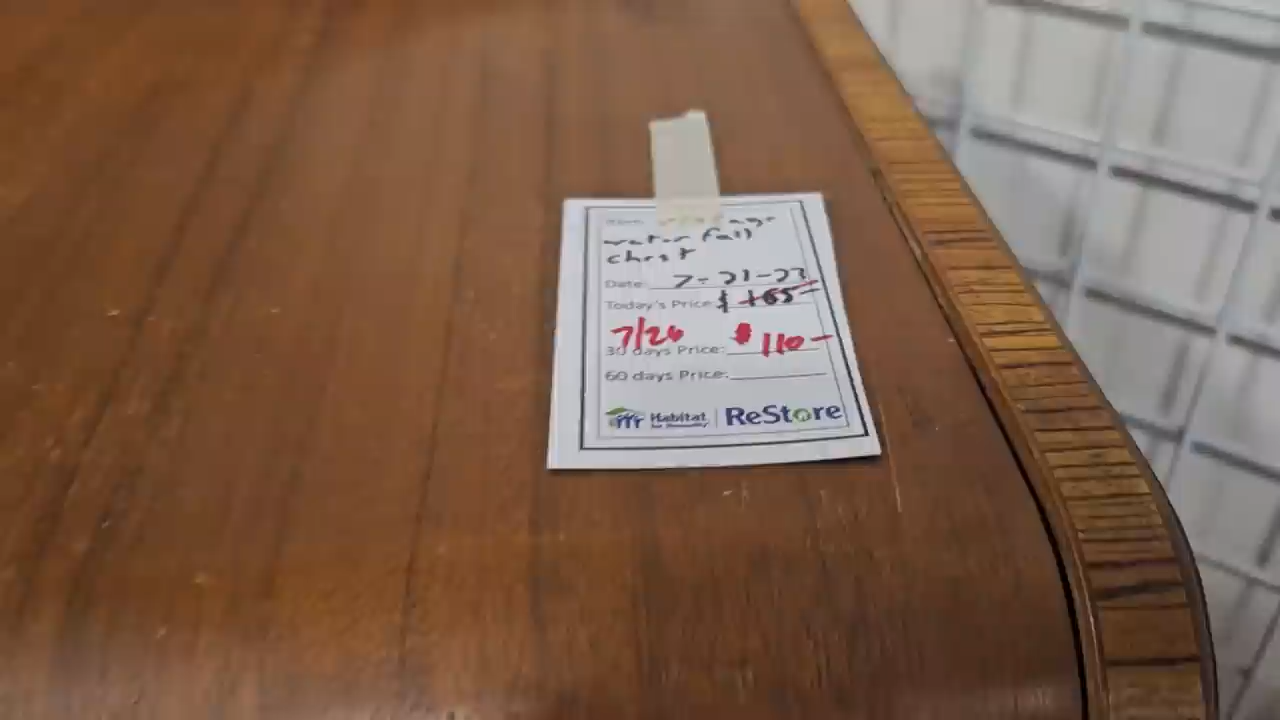 Item:
water fall
chest
Date: 7-21-23
Today's Price: $ 165-
7/26 $110-
30 days Price:
60 days Price:
Habitat for Humanity | ReStore